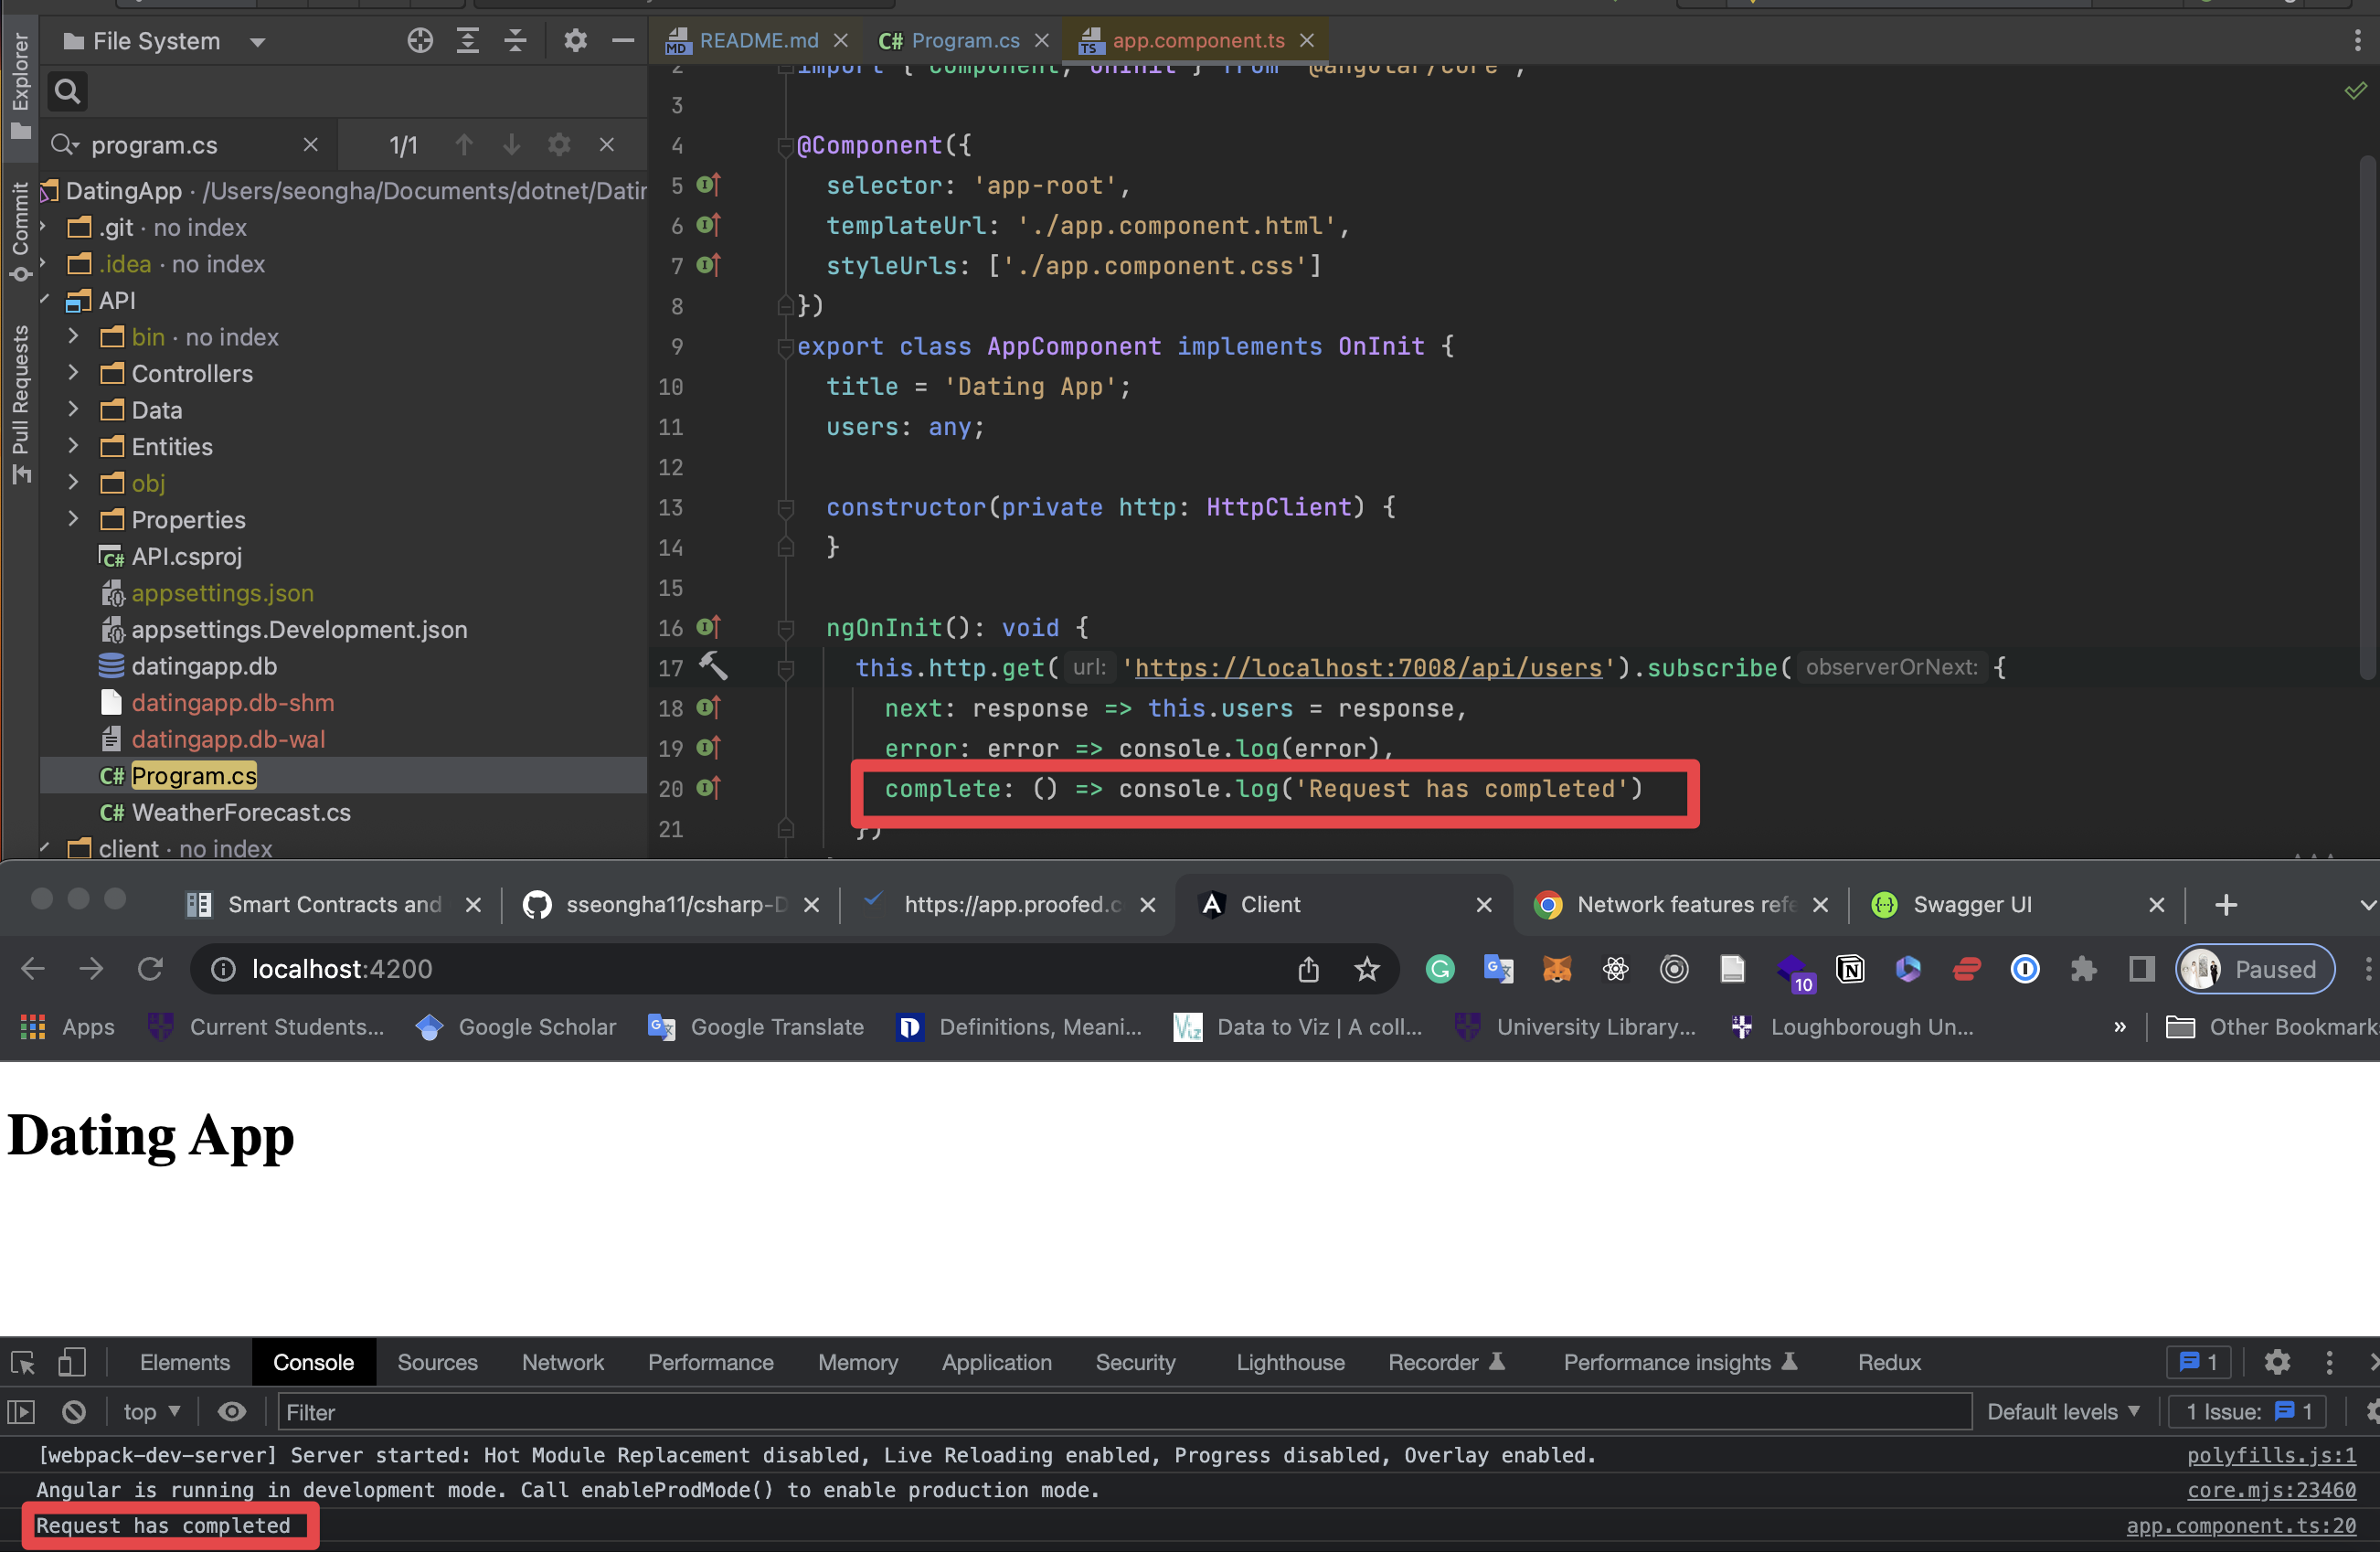 File System
README.md
Program.cs
app.component.ts
Explorer
Commit
Pull Requests
program.cs
1/1
DatingApp · /Users/seongha/Documents/dotnet/Datin
.git · no index
.idea · no index
API
bin · no index
Controllers
Data
Entities
obj
Properties
API.csproj
appsettings.json
appsettings.Development.json
datingapp.db
datingapp.db-shm
datingapp.db-wal
Program.cs
WeatherForecast.cs
client · no index
2 import { Component, OnInit } from '@angular/core';
3
4 @Component({
5 selector: 'app-root',
6 templateUrl: './app.component.html',
7 styleUrls: ['./app.component.css']
8 })
9 export class AppComponent implements OnInit {
10 title = 'Dating App';
11 users: any;
12
13 constructor(private http: HttpClient) {
14 }
15
16 ngOnInit(): void {
17 this.http.get( url: 'https://localhost:7008/api/users').subscribe( observerOrNext: {
18 next: response => this.users = response,
19 error: error => console.log(error),
20 complete: () => console.log('Request has completed')
21 })
Smart Contracts and
sseongha11/csharp-D
https://app.proofed.c
Client
Network features refe
Swagger UI
localhost:4200
10
Paused
Apps
Current Students...
Google Scholar
Google Translate
Definitions, Meani...
Data to Viz | A coll...
University Library...
Loughborough Un...
»
Other Bookmark
Dating App
Elements Console Sources Network Performance Memory Application Security Lighthouse Recorder Performance insights Redux 1
top Filter Default levels 1 Issue: 1
[webpack-dev-server] Server started: Hot Module Replacement disabled, Live Reloading enabled, Progress disabled, Overlay enabled. polyfills.js:1
Angular is running in development mode. Call enableProdMode() to enable production mode. core.mjs:23460
Request has completed app.component.ts:20